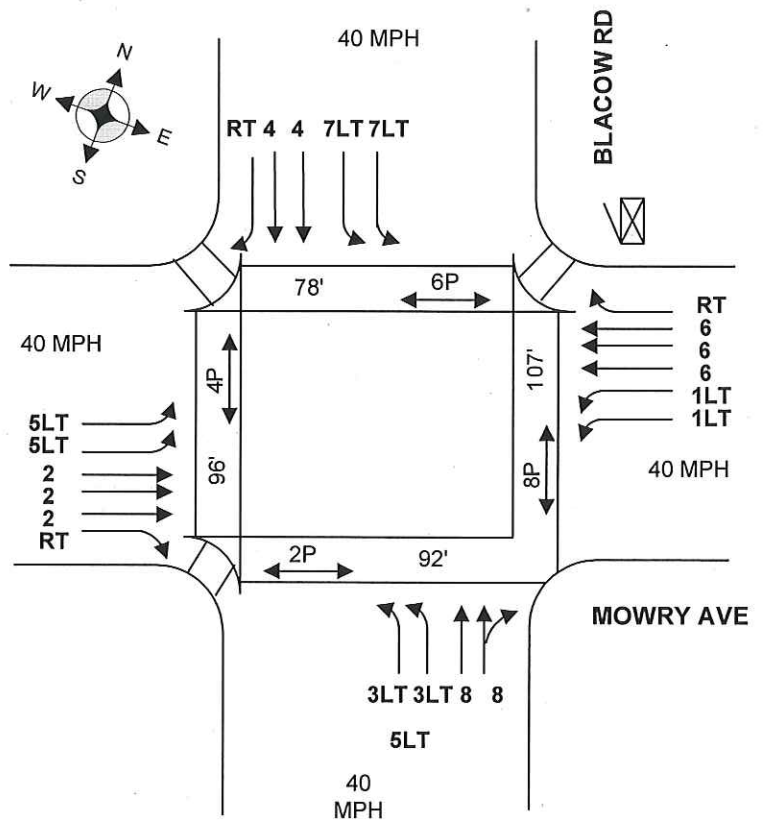 40 MPH
BLACOW RD
N
W
E
S
RT 4 4 7LT 7LT
78'
6P
40 MPH
4P
107'
RT
6
6
6
1LT
1LT
5LT
5LT
2
2
2
RT
96'
8P
40 MPH
2P
92'
MOWRY AVE
3LT 3LT 8 8
5LT
40
MPH